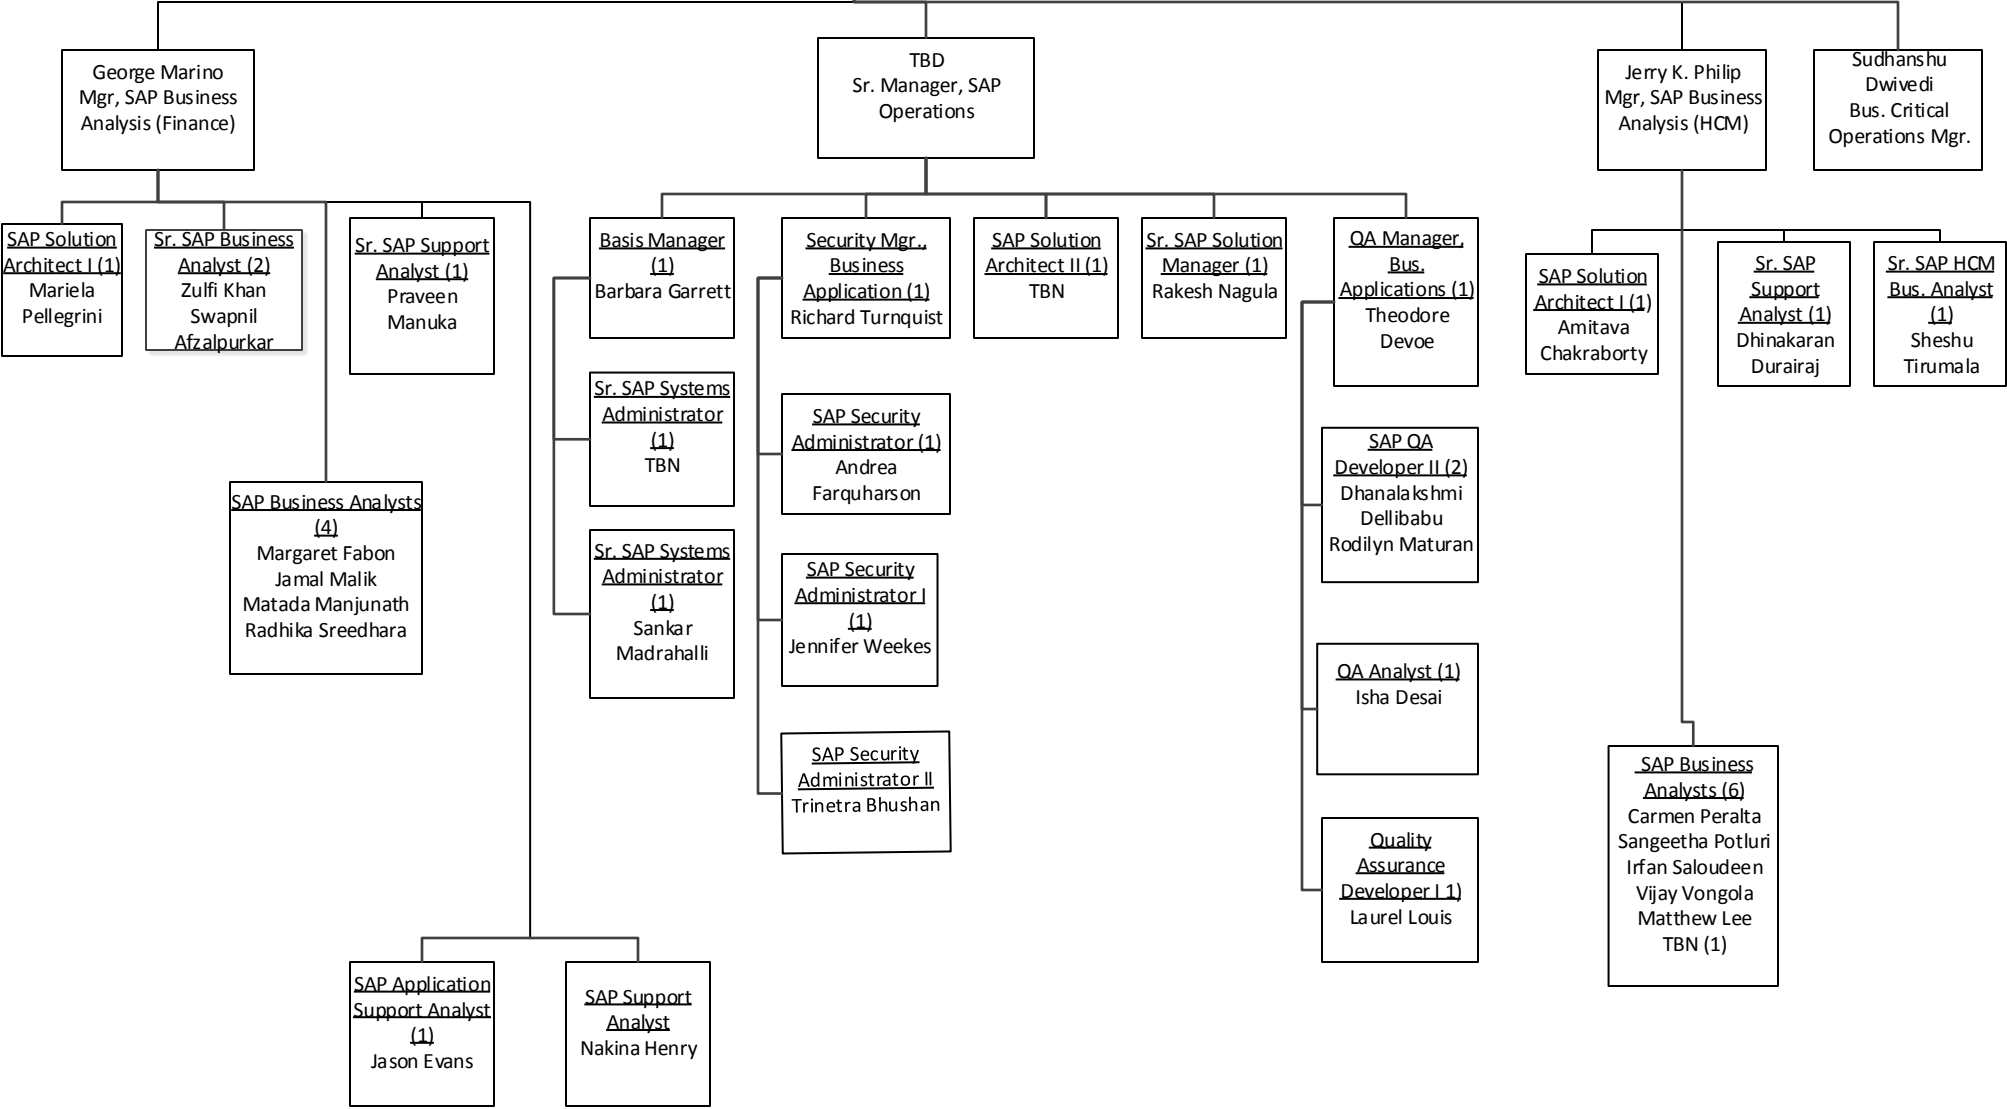 George Marino
Mgr, SAP Business
Analysis (Finance)
TBD
Sr. Manager, SAP
Operations
Jerry K. Philip
Mgr, SAP Business
Analysis (HCM)
Sudhanshu
Dwivedi
Bus. Critical
Operations Mgr.
SAP Solution
Architect I (1)
Mariela
Pellegrini
Sr. SAP Business
Analyst (2)
Zulfi Khan
Swapnil
Afzalpurkar
Sr. SAP Support
Analyst (1)
Praveen
Manuka
SAP Business Analysts
(4)
Margaret Fabon
Jamal Malik
Matada Manjunath
Radhika Sreedhara
SAP Application
Support Analyst
(1)
Jason Evans
SAP Support
Analyst
Nakina Henry
Basis Manager
(1)
Barbara Garrett
Sr. SAP Systems
Administrator
(1)
TBN
Sr. SAP Systems
Administrator
(1)
Sankar
Madrahalli
Security Mgr.,
Business
Application (1)
Richard Turnquist
SAP Security
Administrator (1)
Andrea
Farquharson
SAP Security
Administrator I
(1)
Jennifer Weekes
SAP Security
Administrator II
Trinetra Bhushan
SAP Solution
Architect II (1)
TBN
Sr. SAP Solution
Manager (1)
Rakesh Nagula
QA Manager,
Bus.
Applications (1)
Theodore
Devoe
SAP QA
Developer II (2)
Dhanalakshmi
Dellibabu
Rodilyn Maturan
QA Analyst (1)
Isha Desai
Quality
Assurance
Developer I 1)
Laurel Louis
SAP Solution
Architect I (1)
Amitava
Chakraborty
Sr. SAP
Support
Analyst (1)
Dhinakaran
Durairaj
Sr. SAP HCM
Bus. Analyst
(1)
Sheshu
Tirumala
SAP Business
Analysts (6)
Carmen Peralta
Sangeetha Potluri
Irfan Saloudeen
Vijay Vongola
Matthew Lee
TBN (1)